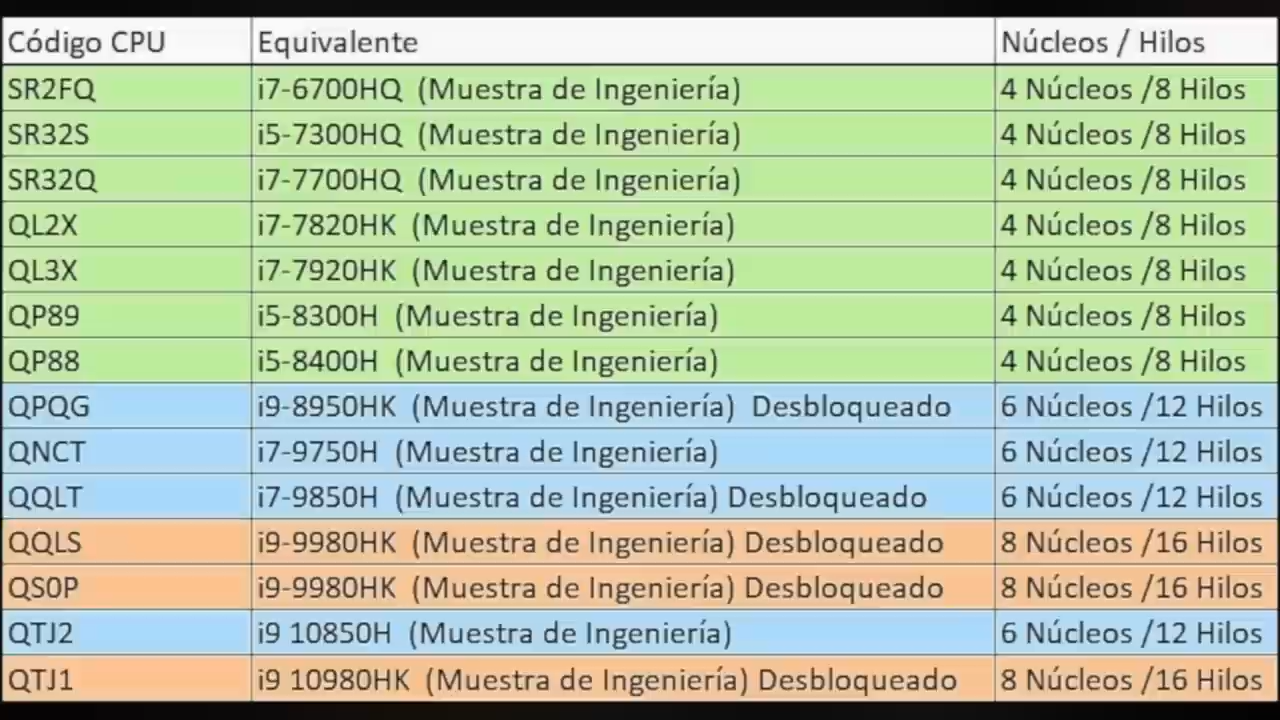 Código CPU Equivalente Núcleos / Hilos
SR2FQ i7-6700HQ (Muestra de Ingeniería) 4 Núcleos /8 Hilos
SR32S i5-7300HQ (Muestra de Ingeniería) 4 Núcleos /8 Hilos
SR32Q i7-7700HQ (Muestra de Ingeniería) 4 Núcleos /8 Hilos
QL2X i7-7820HK (Muestra de Ingeniería) 4 Núcleos /8 Hilos
QL3X i7-7920HK (Muestra de Ingeniería) 4 Núcleos /8 Hilos
QP89 i5-8300H (Muestra de Ingeniería) 4 Núcleos /8 Hilos
QP88 i5-8400H (Muestra de Ingeniería) 4 Núcleos /8 Hilos
QPQG i9-8950HK (Muestra de Ingeniería) Desbloqueado 6 Núcleos /12 Hilos
QNCT i7-9750H (Muestra de Ingeniería) 6 Núcleos /12 Hilos
QQLT i7-9850H (Muestra de Ingeniería) Desbloqueado 6 Núcleos /12 Hilos
QQLS i9-9980HK (Muestra de Ingeniería) Desbloqueado 8 Núcleos /16 Hilos
QS0P i9-9980HK (Muestra de Ingeniería) Desbloqueado 8 Núcleos /16 Hilos
QTJ2 i9 10850H (Muestra de Ingeniería) 6 Núcleos /12 Hilos
QTJ1 i9 10980HK (Muestra de Ingeniería) Desbloqueado 8 Núcleos /16 Hilos